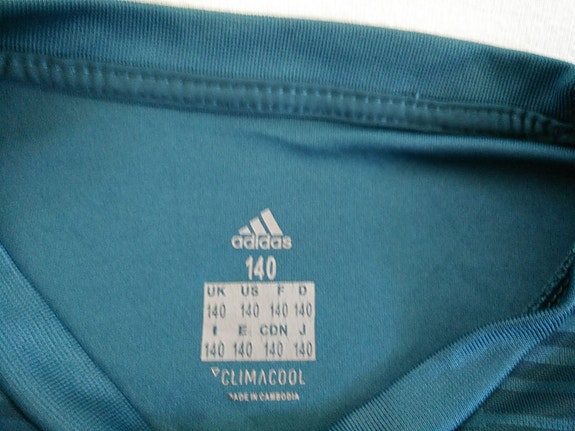 adidas
140
UK US F D
140 140 140 140
I E CDN J
140 140 140 140
CLIMACOOL
MADE IN CAMBODIA